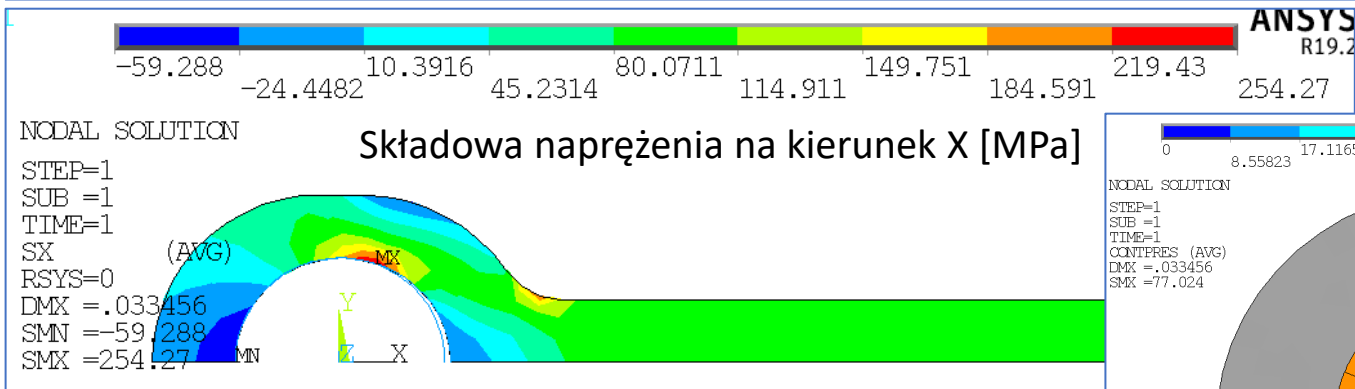 1
ANSYS
R19.2
-59.288 10.3916 80.0711 149.751 219.43
-24.4482 45.2314 114.911 184.591 254.27
NODAL SOLUTION
STEP=1
SUB =1
TIME=1
SX (AVG)
RSYS=0
DMX =.033456
SMN =-59.288
SMX =254.27
Składowa naprężenia na kierunek X [MPa]
MX
Y
MN
Z X
0 17.1165
8.55823
NODAL SOLUTION
STEP=1
SUB =1
TIME=1
CONTPRES (AVG)
DMX =.033456
SMX =77.024